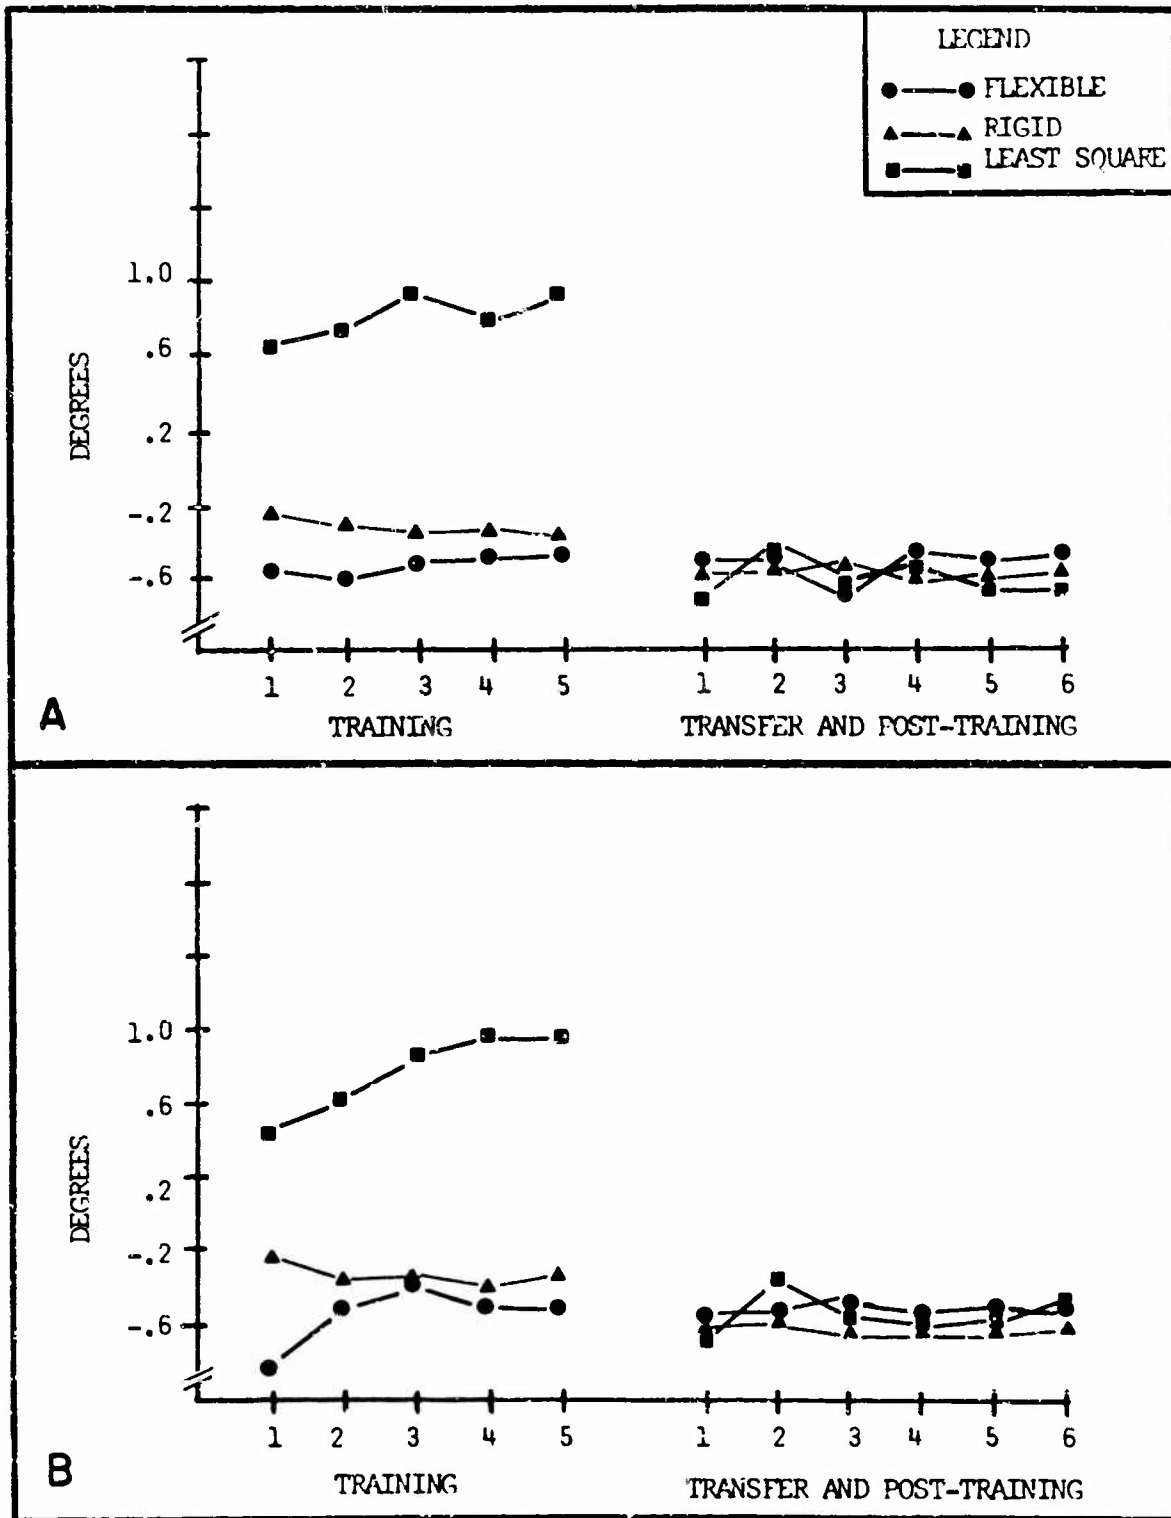 LEGEND
FLEXIBLE
RIGID
LEAST SQUARE
1.0
.6
.2
-.2
-.6
DEGREES
1 2 3 4 5
TRAINING
1 2 3 4 5 6
TRANSFER AND POST-TRAINING
A
1.0
.6
.2
-.2
-.6
DEGREES
1 2 3 4 5
TRAINING
1 2 3 4 5 6
TRANSFER AND POST-TRAINING
B